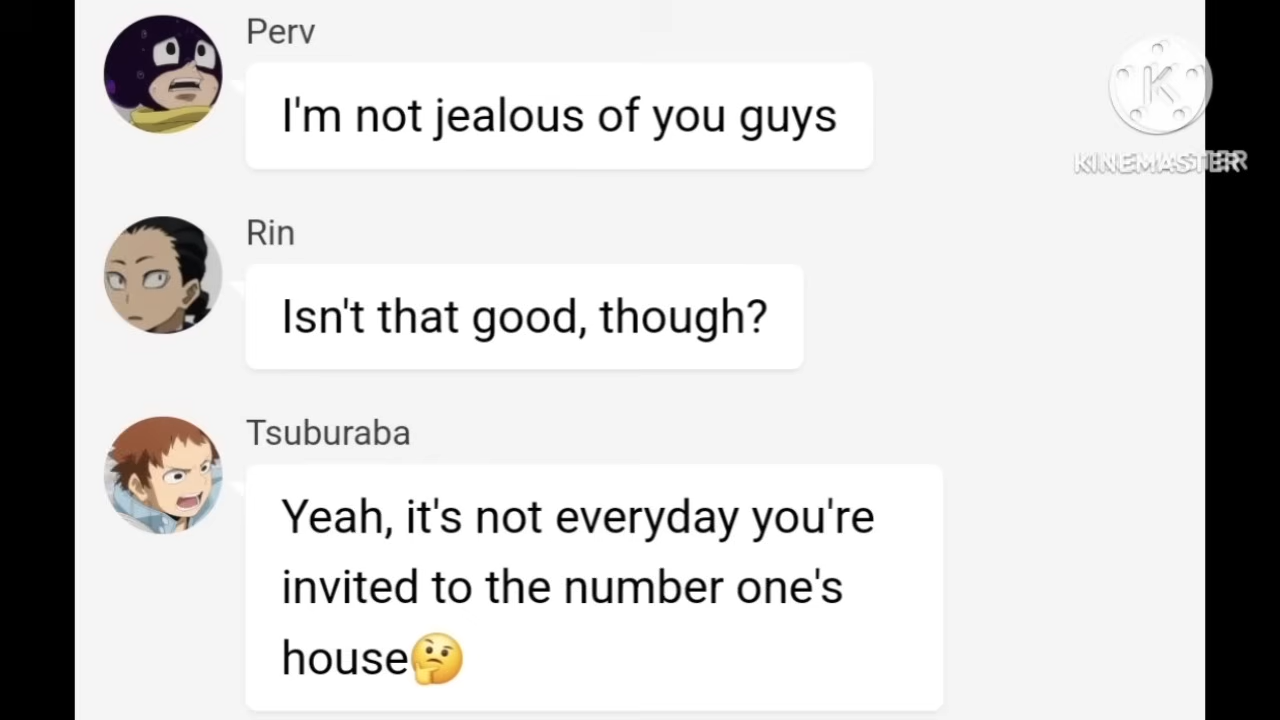 Perv
I'm not jealous of you guys
K
KINEMASTER
Rin
Isn't that good, though?
Tsuburaba
Yeah, it's not everyday you're
invited to the number one's
house🤔